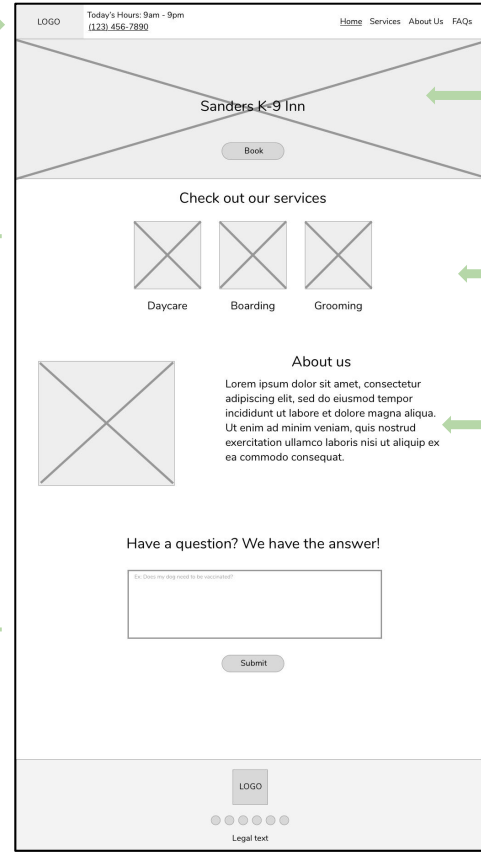 LOGO
Today's Hours: 9am - 9pm
(123) 456-7890
Home Services About Us FAQs
Sanders K-9 Inn
Book
Check out our services
Daycare Boarding Grooming
About us
Lorem ipsum dolor sit amet, consectetur
adipiscing elit, sed do eiusmod tempor
incididunt ut labore et dolore magna aliqua.
Ut enim ad minim veniam, quis nostrud
exercitation ullamco laboris nisi ut aliquip ex
ea commodo consequat.
Have a question? We have the answer!
Ex. Does my dog need to be vaccinated?
Submit
LOGO
Legal text